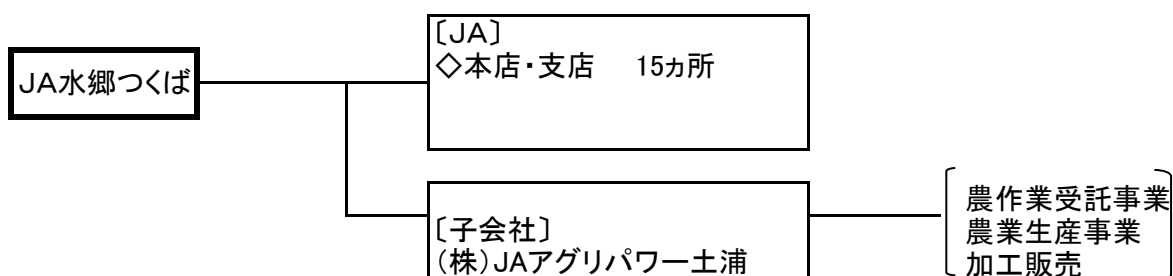 JA水郷つくば
〔JA〕
◇本店・支店　15ヵ所
〔子会社〕
（株）JAアグリパワー土浦
農作業受託事業
農業生産事業
加工販売